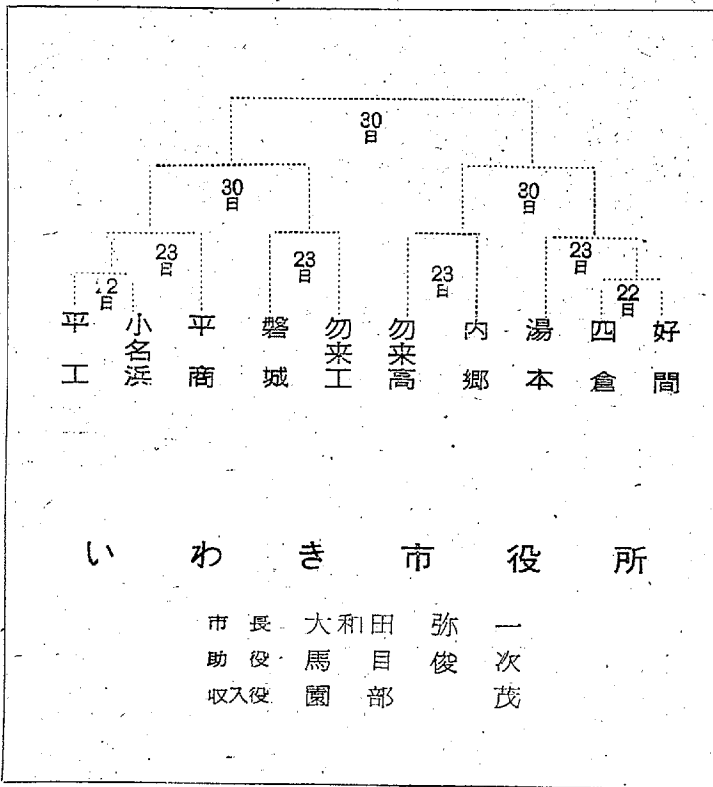 30日
30日
30日
23日
23日
23日
23日
12日
22日
平工
小名浜
平商
磐城
勿来工
勿来高
内郷
湯本
四倉
好間
いわき市役所
市長 大和田弥一
助役 馬目俊次
収入役 園部茂